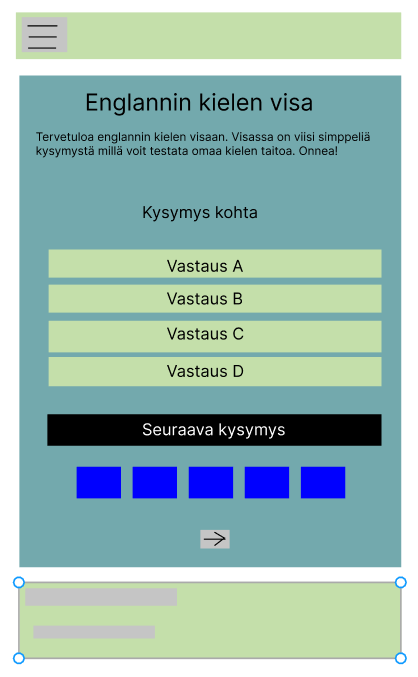 Englannin kielen visa
Tervetuloa englannin kielen visaan. Visassa on viisi simppeliä
kysymystä millä voit testata omaa kielen taitoa. Onnea!
Kysymys kohta
Vastaus A
Vastaus B
Vastaus C
Vastaus D
Seuraava kysymys